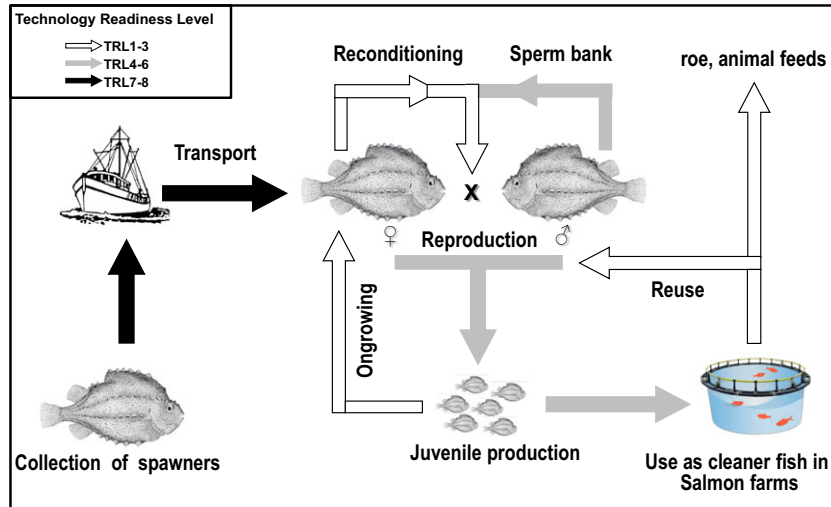 Technology Readiness Level
TRL1-3
TRL4-6
TRL7-8
Reconditioning
Sperm bank
roe, animal feeds
Transport
x
♀
Reproduction
♂
Reuse
Ongrowing
Collection of spawners
Juvenile production
Use as cleaner fish in
Salmon farms